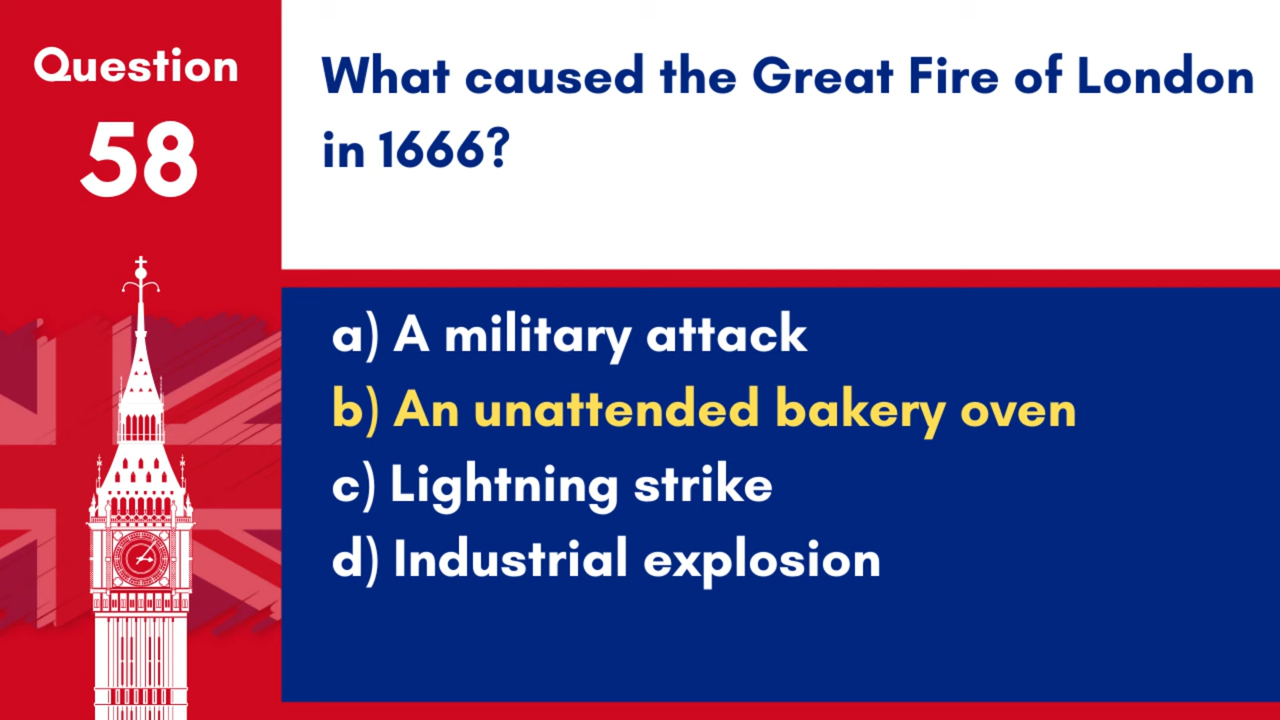 Question
58
What caused the Great Fire of London
in 1666?
a) A military attack
b) An unattended bakery oven
c) Lightning strike
d) Industrial explosion